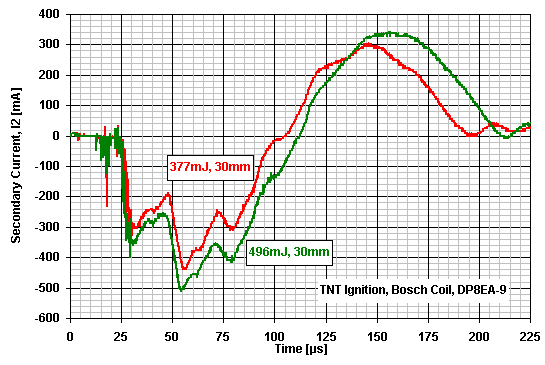 400
300
200
100
0
-100
-200
-300
-400
-500
-600
Secondary Current, I2 [mA]
377mJ, 30mm
496mJ, 30mm
TNT Ignition, Bosch Coil, DP8EA-9
0 25 50 75 100 125 150 175 200 225
Time [µs]